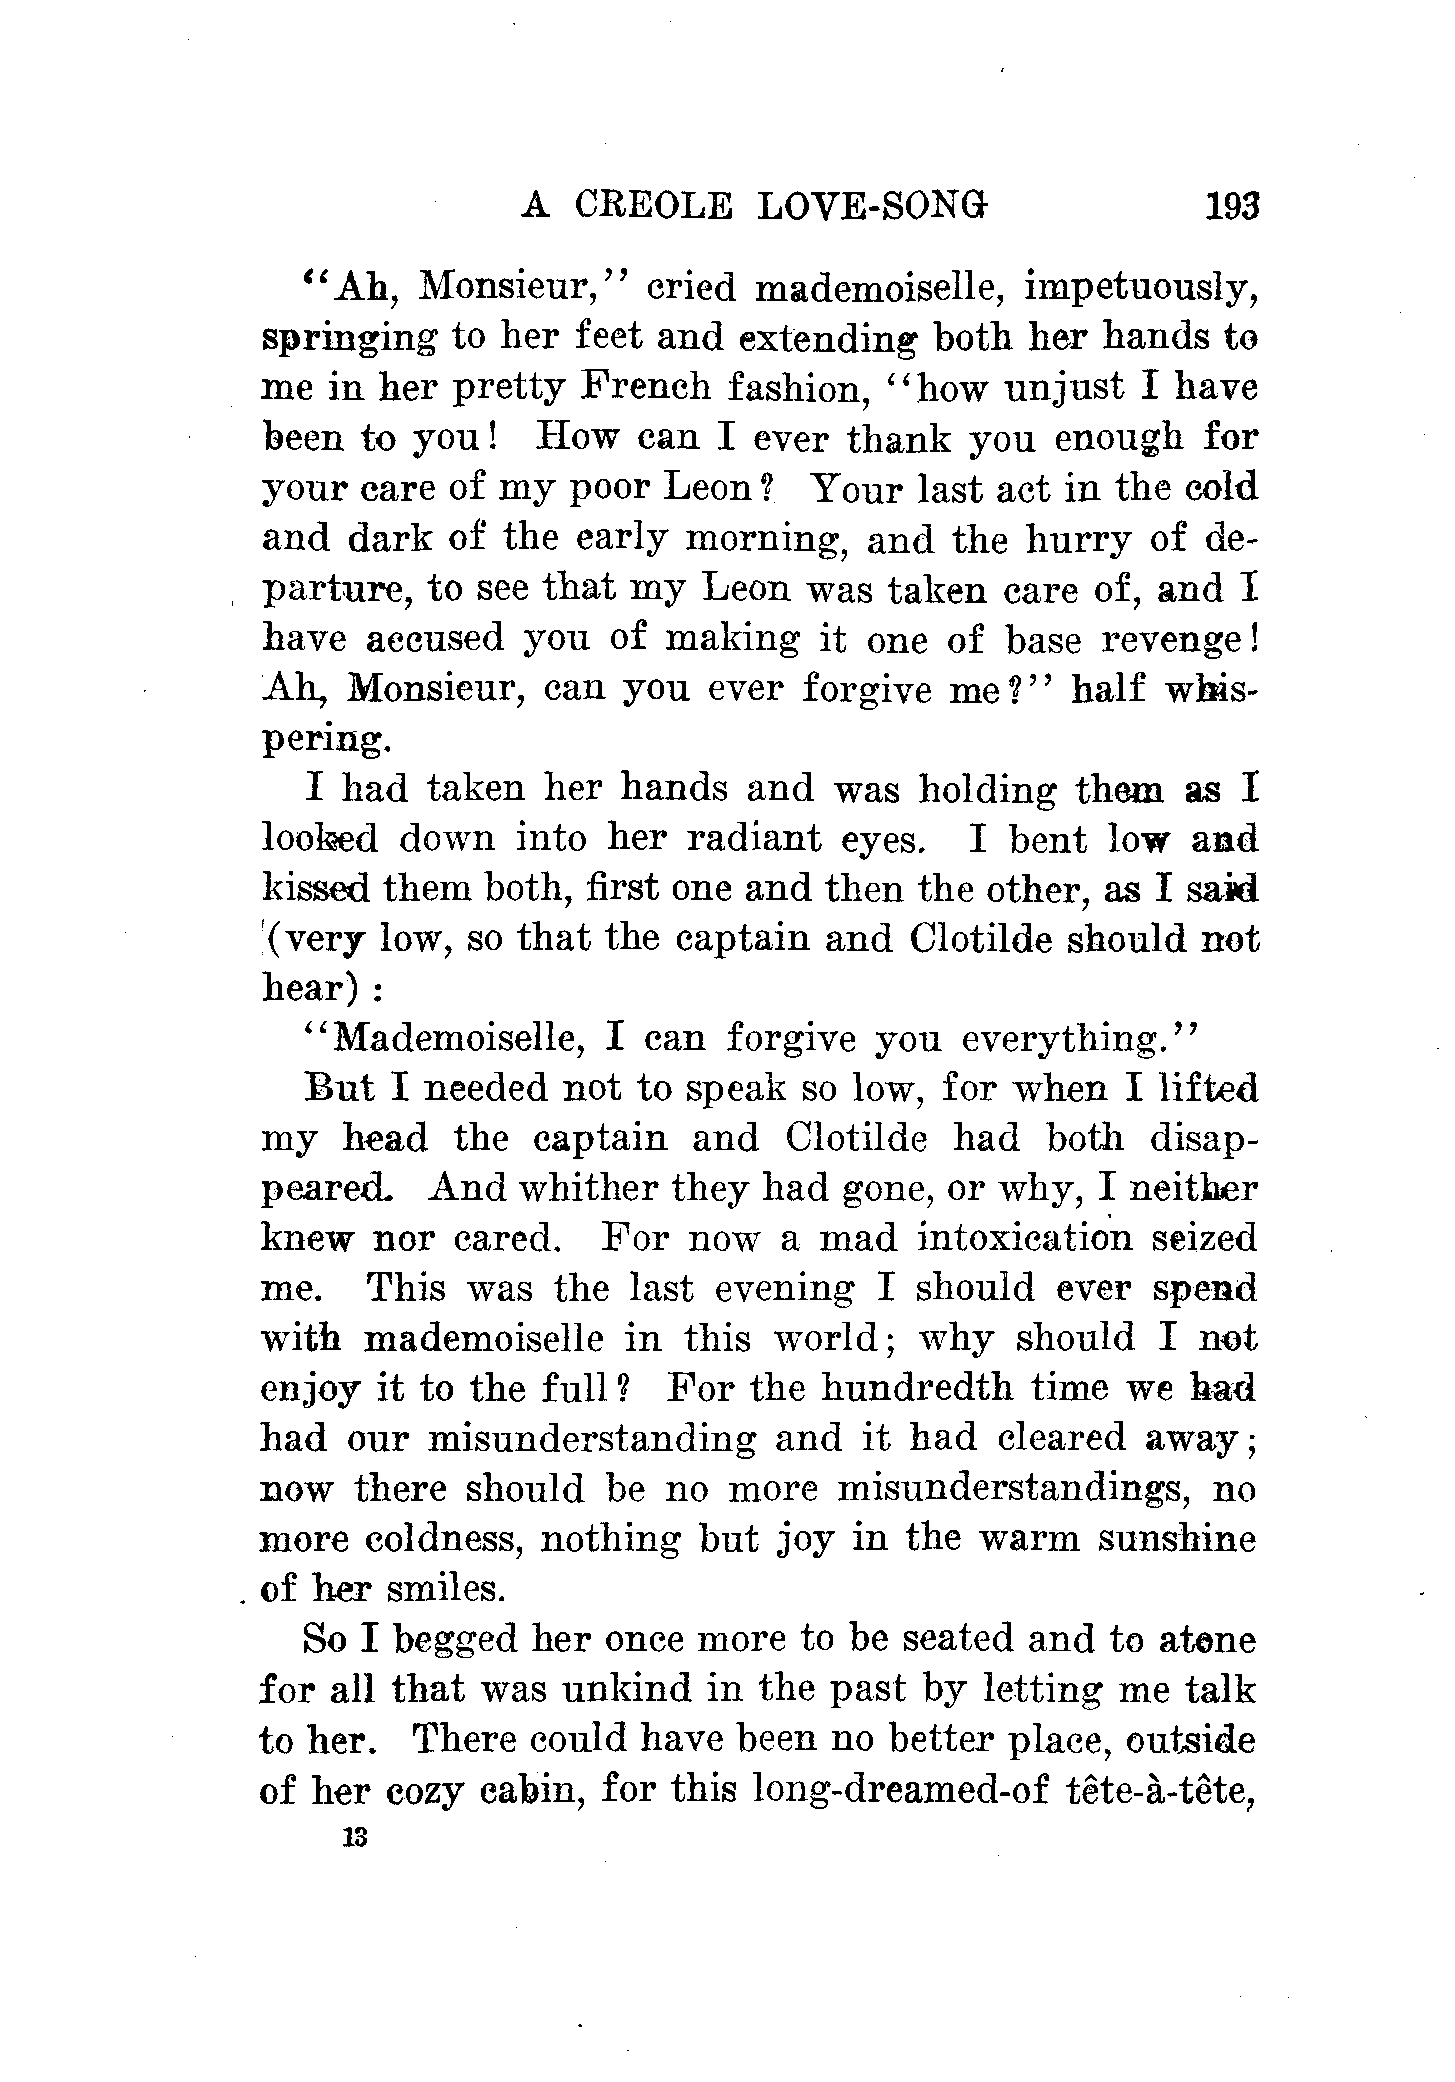 A CREOLE LOVE-SONG 193
"Ah, Monsieur," cried mademoiselle, impetuously,
springing to her feet and extending both her hands to
me in her pretty French fashion, "how unjust I have
been to you! How can I ever thank you enough for
your care of my poor Leon? Your last act in the cold
and dark of the early morning, and the hurry of de-
parture, to see that my Leon was taken care of, and I
have accused you of making it one of base revenge!
Ah, Monsieur, can you ever forgive me?" half whis-
pering.
I had taken her hands and was holding them as I
looked down into her radiant eyes. I bent low and
kissed them both, first one and then the other, as I said
(very low, so that the captain and Clotilde should not
hear):
"Mademoiselle, I can forgive you everything."
But I needed not to speak so low, for when I lifted
my head the captain and Clotilde had both disap-
peared. And whither they had gone, or why, I neither
knew nor cared. For now a mad intoxication seized
me. This was the last evening I should ever spend
with mademoiselle in this world; why should I not
enjoy it to the full? For the hundredth time we had
had our misunderstanding and it had cleared away;
now there should be no more misunderstandings, no
more coldness, nothing but joy in the warm sunshine
of her smiles.
So I begged her once more to be seated and to atone
for all that was unkind in the past by letting me talk
to her. There could have been no better place, outside
of her cozy cabin, for this long-dreamed-of tête-à-tête,
13